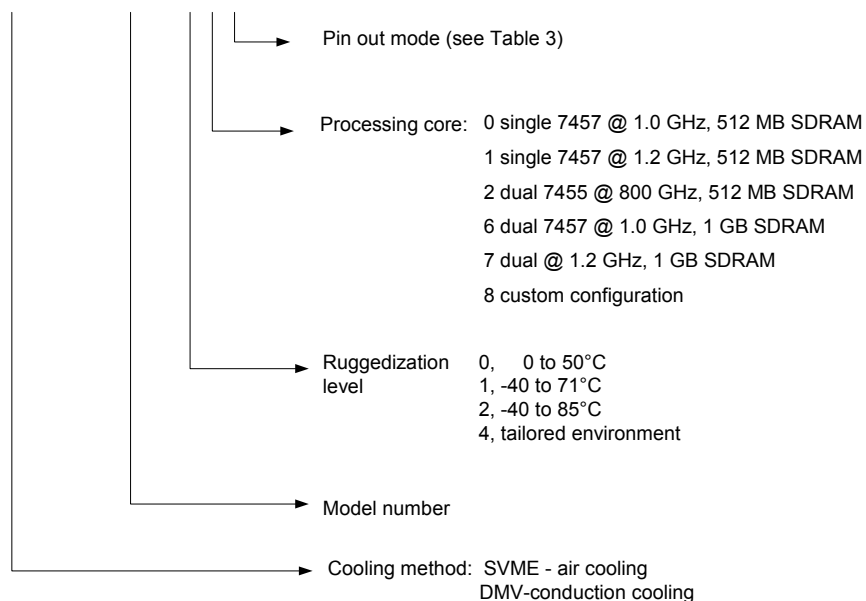 Pin out mode (see Table 3)
Processing core: 0 single 7457 @ 1.0 GHz, 512 MB SDRAM
1 single 7457 @ 1.2 GHz, 512 MB SDRAM
2 dual 7455 @ 800 GHz, 512 MB SDRAM
6 dual 7457 @ 1.0 GHz, 1 GB SDRAM
7 dual @ 1.2 GHz, 1 GB SDRAM
8 custom configuration
Ruggedization level
0, 0 to 50°C
1, -40 to 71°C
2, -40 to 85°C
4, tailored environment
Model number
Cooling method: SVME - air cooling
DMV-conduction cooling